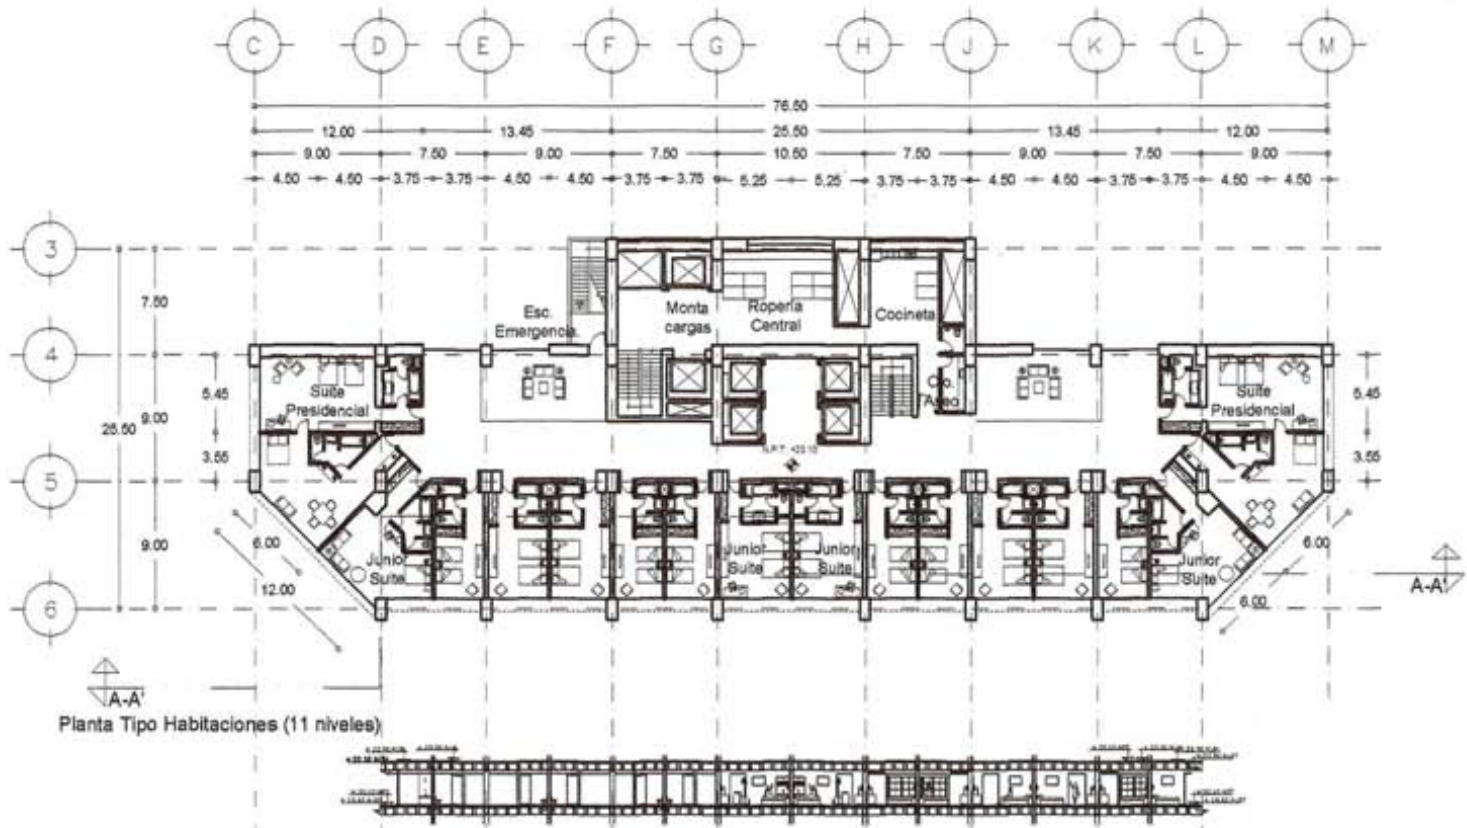 C D E F G H J K L M
76.50
12.00 13.45 25.50 13.45 12.00
9.00 7.50 9.00 7.50 10.50 7.50 9.00 7.50 9.00
4.50 4.50 3.75 3.75 4.50 4.50 3.75 3.75 5.25 5.25 3.75 3.75 4.50 4.50 3.75 3.75 4.50 4.50
3
7.50
Esc.
Emergencia.
Monta
cargas
Ropería
Central
Cocineta
4
5.45
9.00
25.50
3.55
Suite
Presidencial
Cto.
Aseo
Suite
Presidencial
5.45
3.55
5
9.00
6.00
12.00
Junior
Suite
Junior
Suite
Junior
Suite
Junior
Suite
6.00
6.00
6
A-A'
A-A'
Planta Tipo Habitaciones (11 niveles)